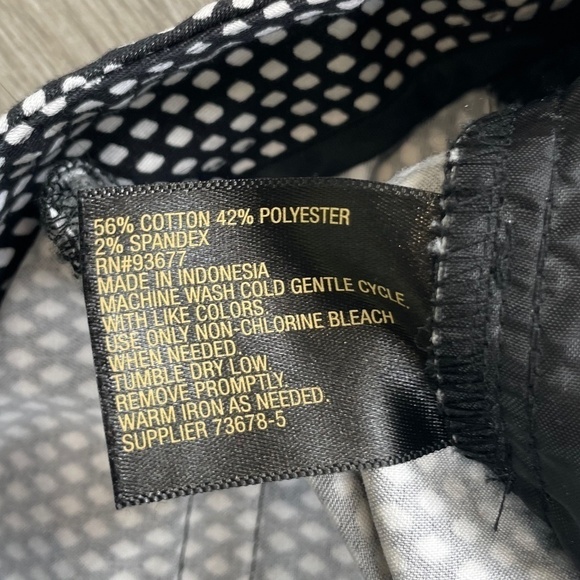 56% COTTON 42% POLYESTER
2% SPANDEX
RN#93677
MADE IN INDONESIA
MACHINE WASH COLD GENTLE CYCLE.
WITH LIKE COLORS.
USE ONLY NON-CHLORINE BLEACH
WHEN NEEDED.
TUMBLE DRY LOW.
REMOVE PROMPTLY.
WARM IRON AS NEEDED.
SUPPLIER 73678-5